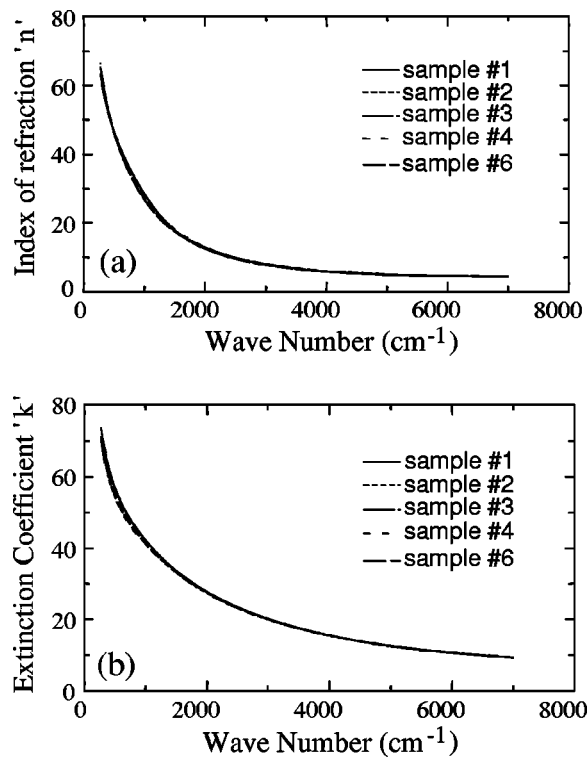 80
60
40
20
0
Index of refraction 'n'
sample #1
sample #2
sample #3
sample #4
sample #6
(a)
0 2000 4000 6000 8000
Wave Number (cm-1)
80
60
40
20
0
Extinction Coefficient 'k'
sample #1
sample #2
sample #3
sample #4
sample #6
(b)
0 2000 4000 6000 8000
Wave Number (cm-1)